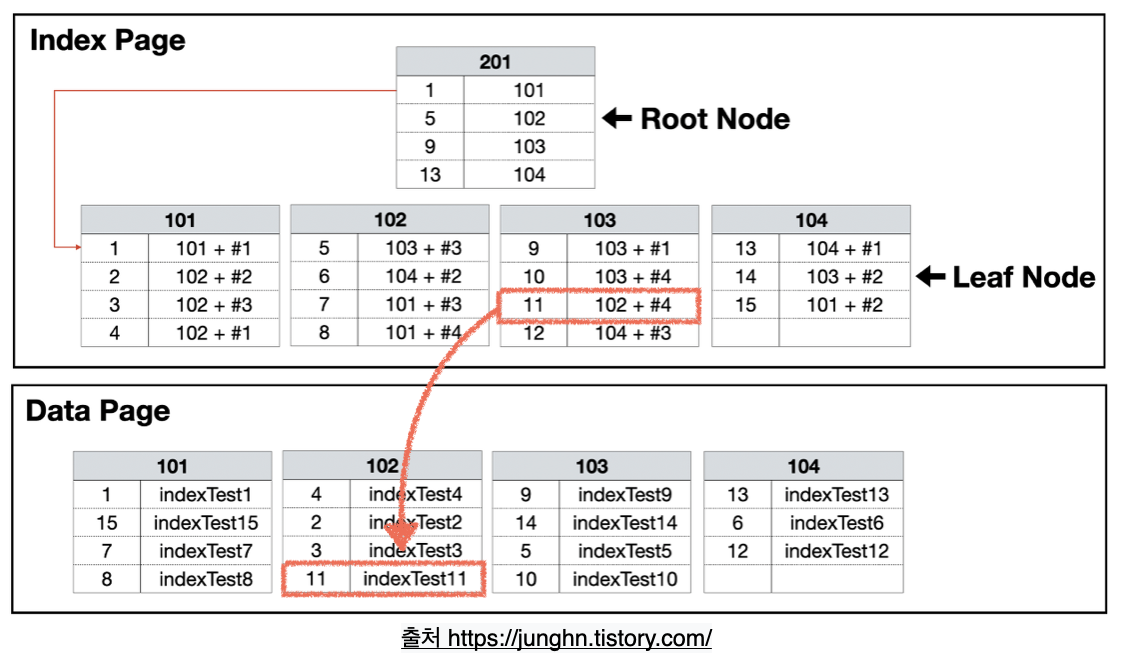 Index Page
201
1 101
5 102
9 103
13 104
Root Node
101
1 101 + #1
2 102 + #2
3 102 + #3
4 102 + #1
102
5 103 + #3
6 104 + #2
7 101 + #3
8 101 + #4
103
9 103 + #1
10 103 + #4
11 102 + #4
12 104 + #3
104
13 104 + #1
14 103 + #2
15 101 + #2
Leaf Node
Data Page
101
1 indexTest1
15 indexTest15
7 indexTest7
8 indexTest8
102
4 indexTest4
2 indexTest2
3 indexTest3
11 indexTest11
103
9 indexTest9
14 indexTest14
5 indexTest5
10 indexTest10
104
13 indexTest13
6 indexTest6
12 indexTest12
출처 https://junghn.tistory.com/